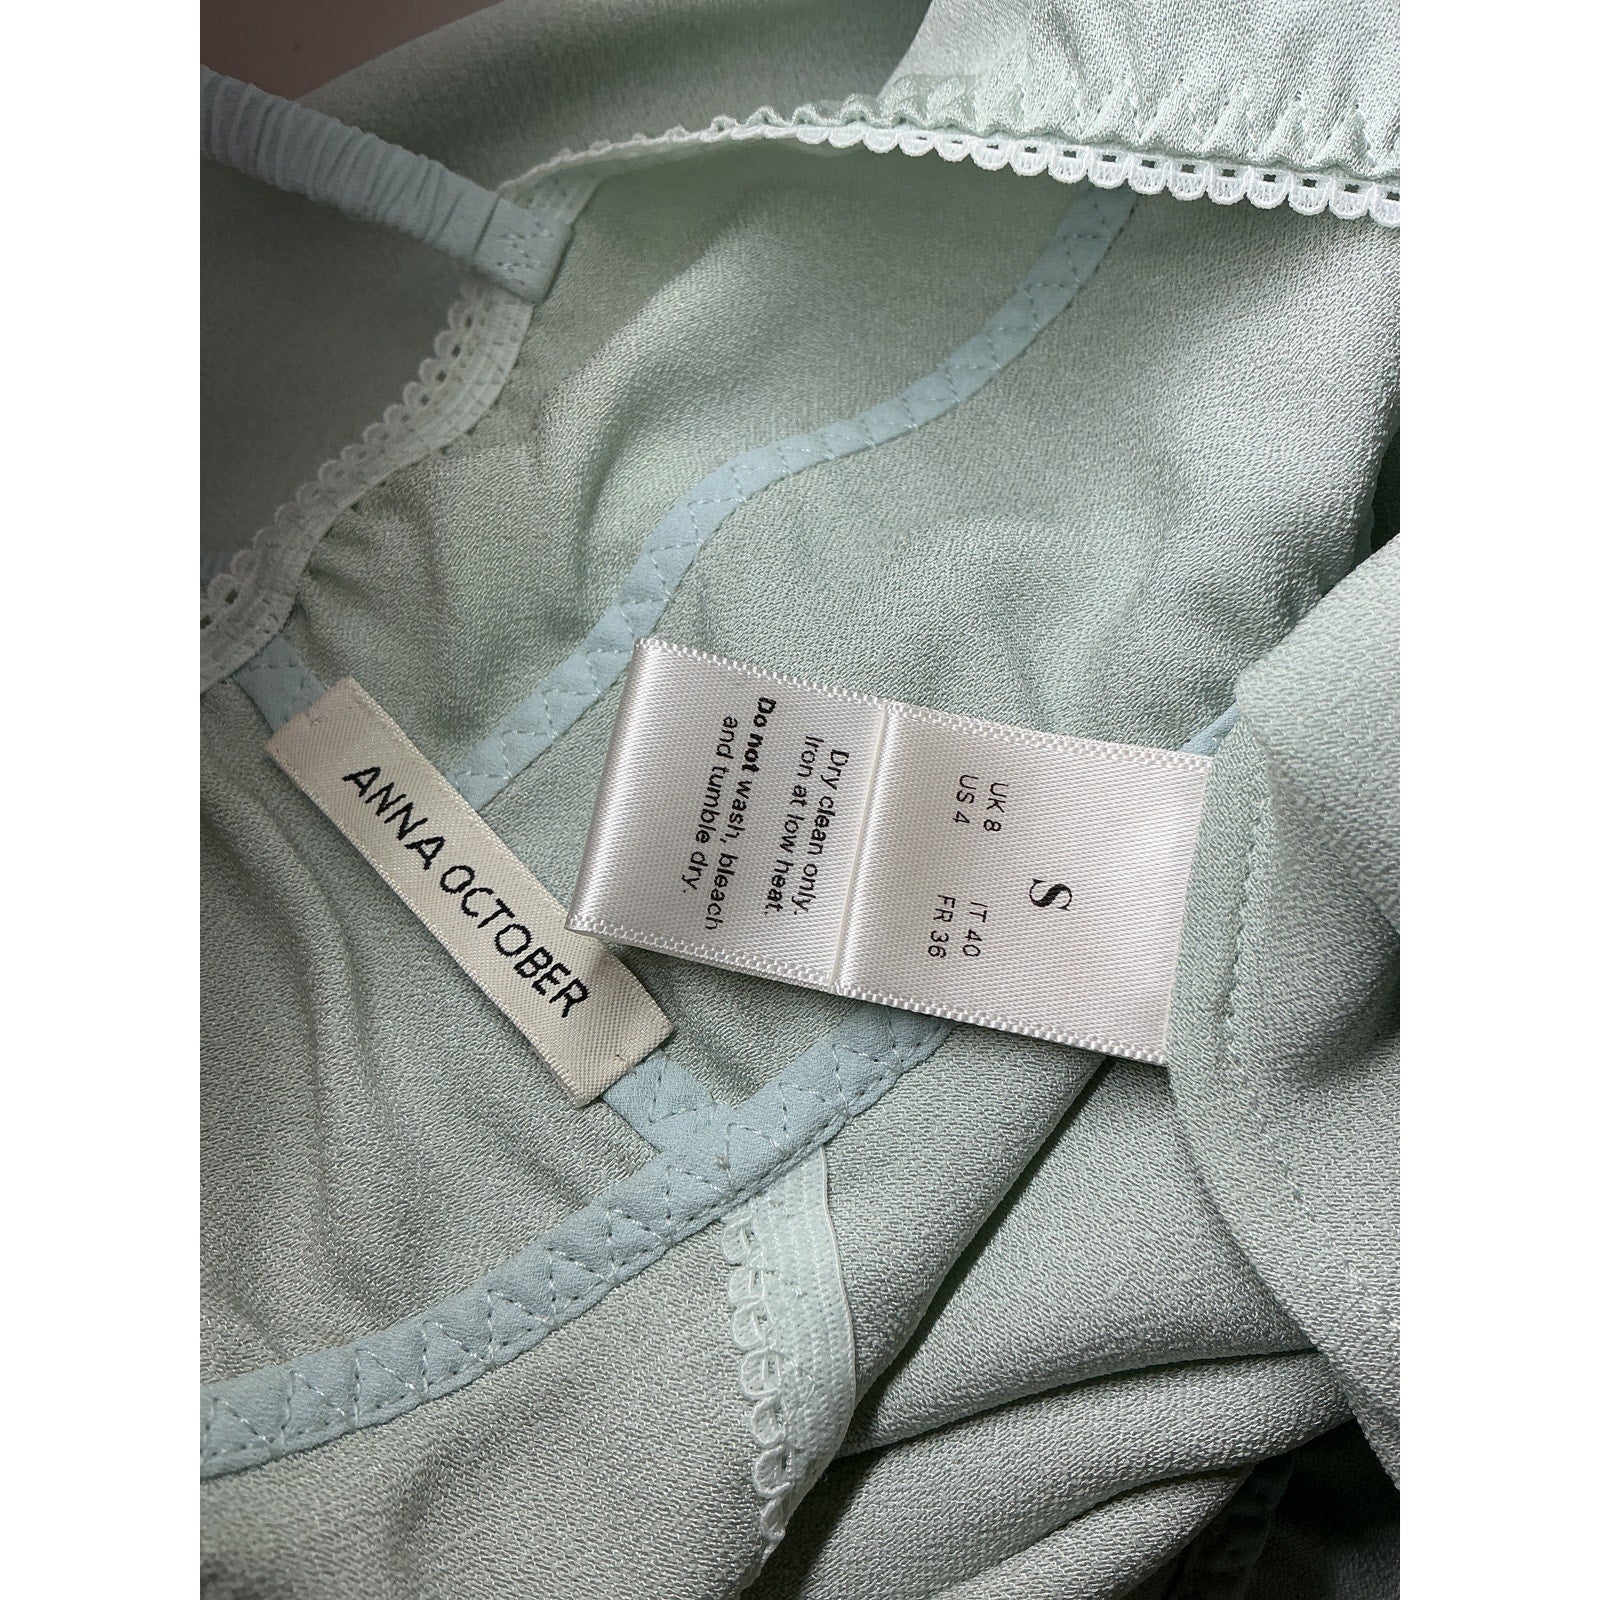 ANNA OCTOBER
UK 8
US 4
S
IT 40
FR 36
Dry clean only.
Iron at low heat.
Do not wash, bleach
and tumble dry.